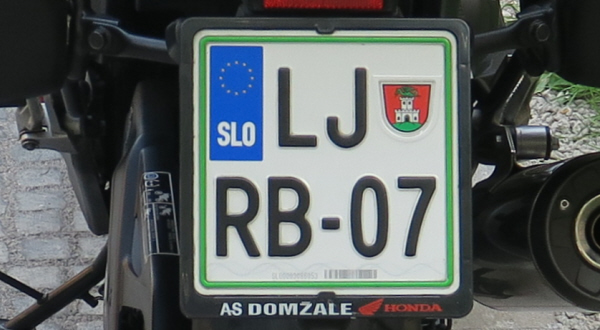 LJ
SLO
RB-07
AS DOMŽALE HONDA